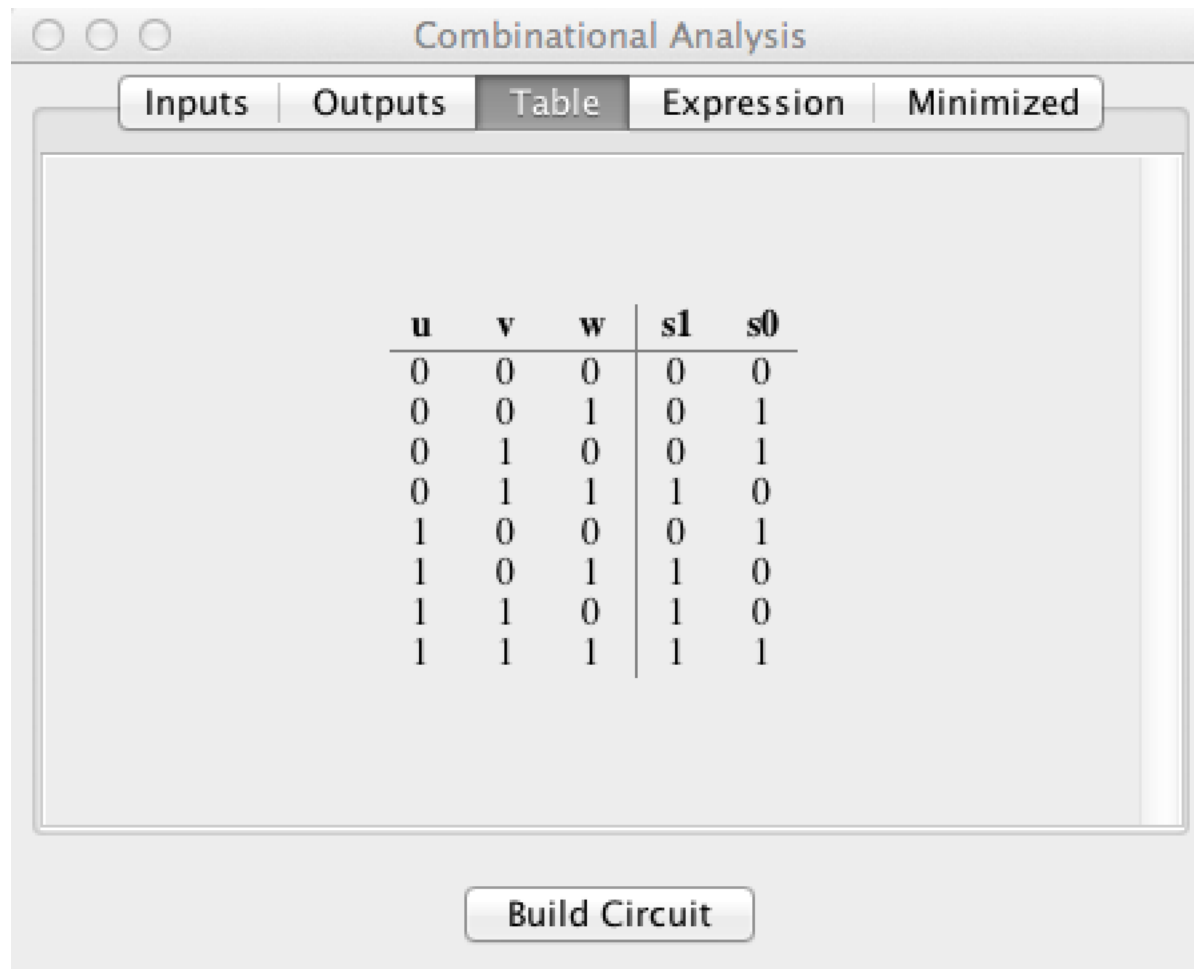 Combinational Analysis
Inputs Outputs Table Expression Minimized
u v w s1 s0
0 0 0 0 0
0 0 1 0 1
0 1 0 0 1
0 1 1 1 0
1 0 0 0 1
1 0 1 1 0
1 1 0 1 0
1 1 1 1 1
Build Circuit